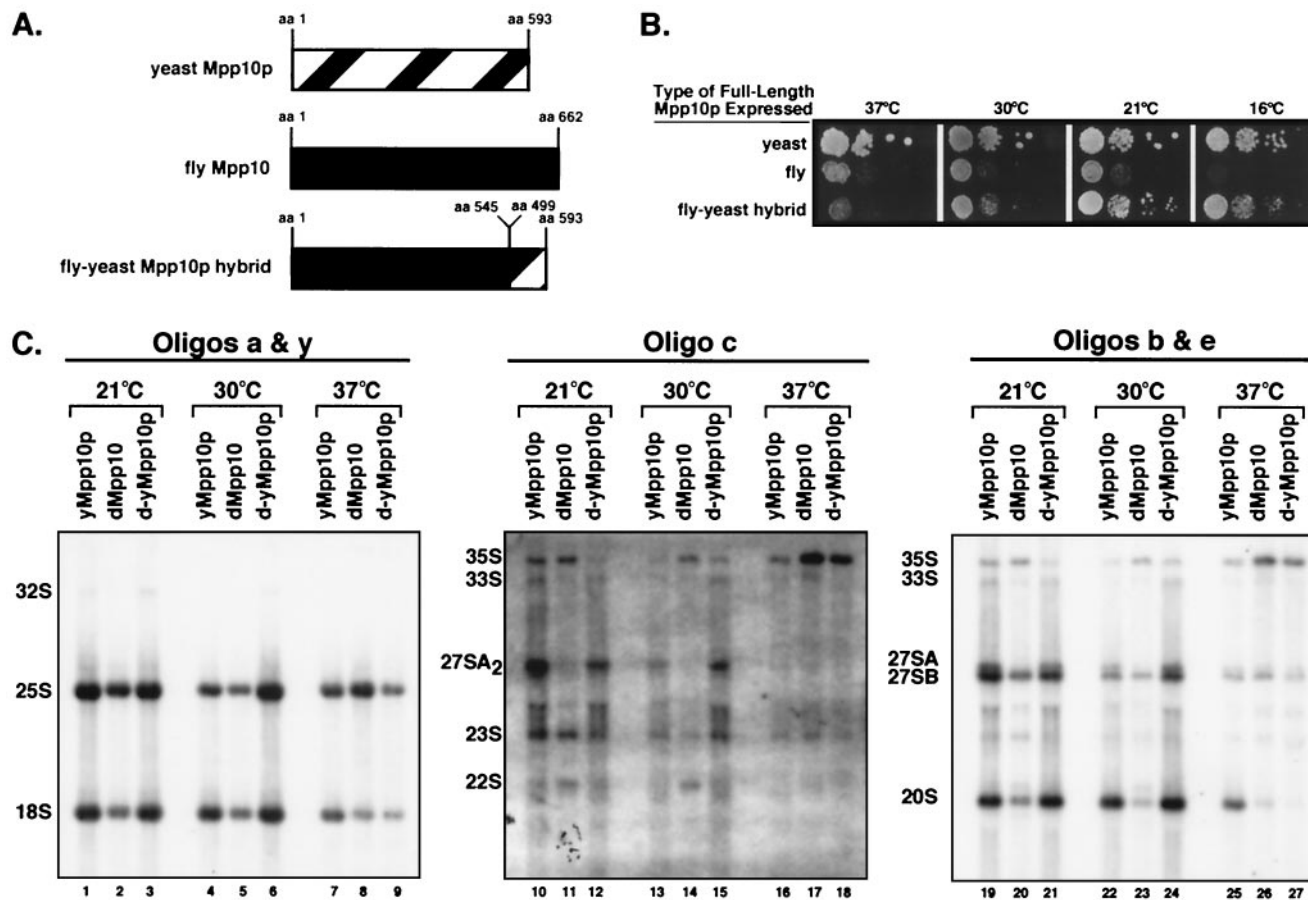 A.
aa 1
aa 593
yeast Mpp10p
aa 1
aa 662
fly Mpp10
aa 1
aa 545
aa 499
aa 593
fly-yeast Mpp10p hybrid
B.
Type of Full-Length
Mpp10p Expressed
37°C
30°C
21°C
16°C
yeast
fly
fly-yeast hybrid
C.
Oligos a & y
21°C
30°C
37°C
yMpp10p
dMpp10
d-yMpp10p
yMpp10p
dMpp10
d-yMpp10p
yMpp10p
dMpp10
d-yMpp10p
32S
25S
18S
1 2 3 4 5 6 7 8 9
Oligo c
21°C
30°C
37°C
yMpp10p
dMpp10
d-yMpp10p
yMpp10p
dMpp10
d-yMpp10p
yMpp10p
dMpp10
d-yMpp10p
35S
33S
27SA2
23S
22S
10 11 12 13 14 15 16 17 18
Oligos b & e
21°C
30°C
37°C
yMpp10p
dMpp10
d-yMpp10p
yMpp10p
dMpp10
d-yMpp10p
yMpp10p
dMpp10
d-yMpp10p
35S
33S
27SA
27SB
20S
19 20 21 22 23 24 25 26 27